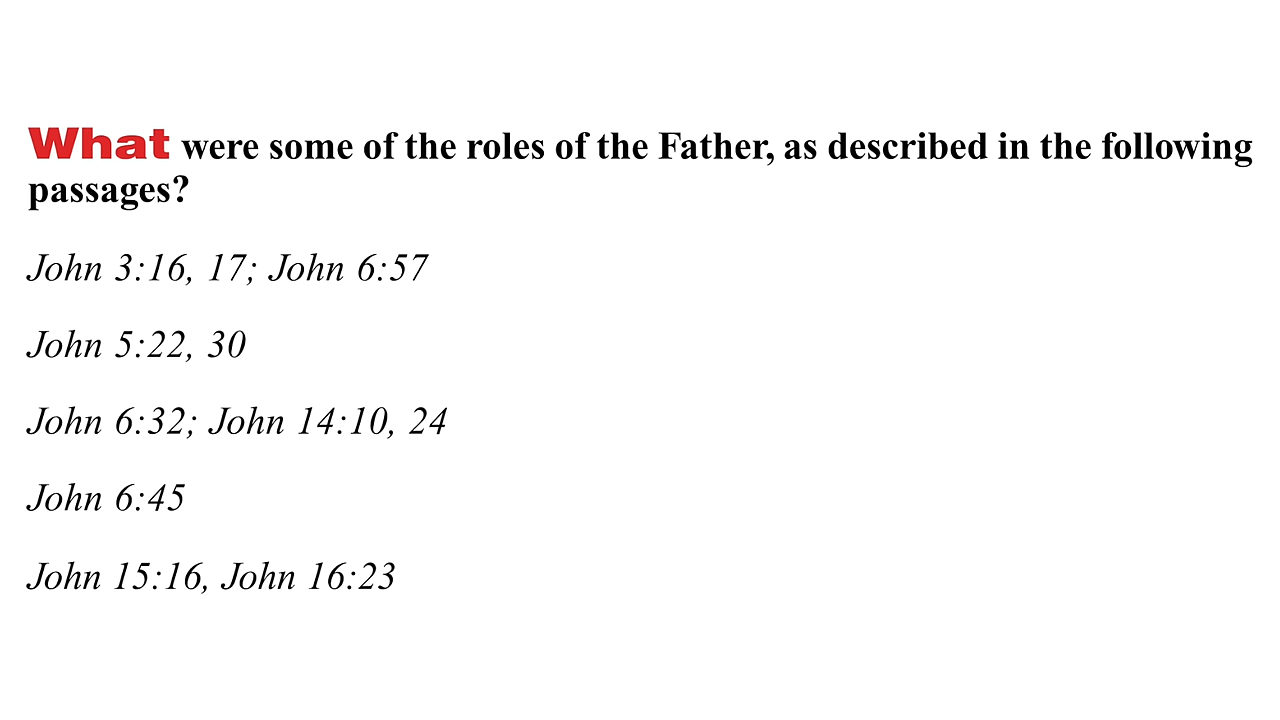 What were some of the roles of the Father, as described in the following
passages?
John 3:16, 17; John 6:57
John 5:22, 30
John 6:32; John 14:10, 24
John 6:45
John 15:16, John 16:23